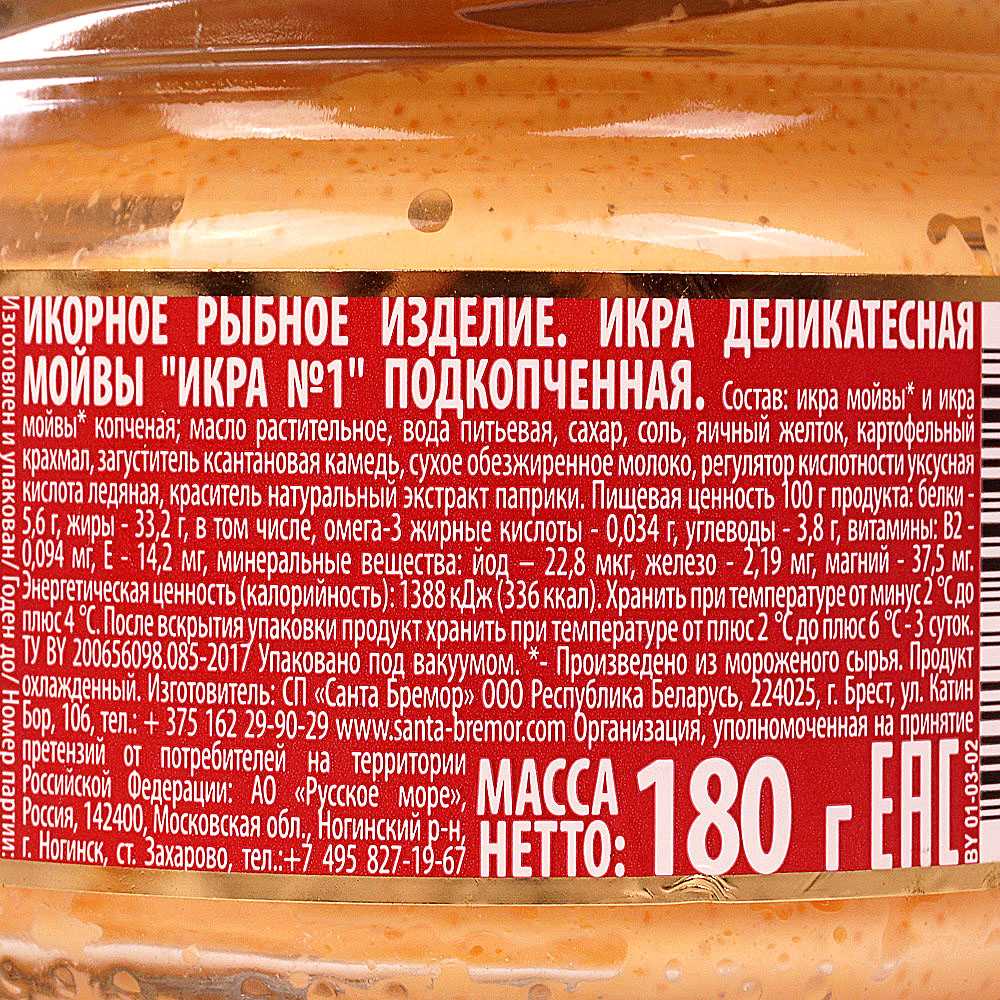 ИКОРНОЕ РЫБНОЕ ИЗДЕЛИЕ. ИКРА ДЕЛИКАТЕСНАЯ
МОЙВЫ "ИКРА №1" ПОДКОПЧЕННАЯ. Состав: икра мойвы* и икра
мойвы* копченая; масло растительное, вода питьевая, сахар, соль, яичный желток, картофельный
крахмал, загуститель ксантановая камедь, сухое обезжиренное молоко, регулятор кислотности уксусная
кислота ледяная, краситель натуральный экстракт паприки. Пищевая ценность 100 г продукта: белки -
5,6 г, жиры - 33,2 г, в том числе, омега-3 жирные кислоты - 0,034 г, углеводы - 3,8 г, витамины: В2 -
0,094 мг, Е - 14,2 мг, минеральные вещества: йод – 22,8 мкг, железо - 2,19 мг, магний - 37,5 мг.
Энергетическая ценность (калорийность): 1388 кДж (336 ккал). Хранить при температуре от минус 2 °С до
плюс 4 °С. После вскрытия упаковки продукт хранить при температуре от плюс 2 °С до плюс 6 °С - 3 суток.
ТУ BY 200656098.085-2017 Упаковано под вакуумом. *- Произведено из мороженого сырья. Продукт
охлажденный. Изготовитель: СП «Санта Бремор» ООО Республика Беларусь, 224025, г. Брест, ул. Катин
Бор, 106, тел.: + 375 162 29-90-29 www.santa-bremor.com Организация, уполномоченная на принятие
претензий от потребителей на территории
Российской Федерации: АО «Русское море»,
Россия, 142400, Московская обл., Ногинский р-н,
г. Ногинск, ст. Захарово, тел.:+7 495 827-19-67
МАССА
НЕТТО: 180 г
ЕАС
BY 01-03-02
Изготовлен и упакован/ Годен до/ Номер партии: